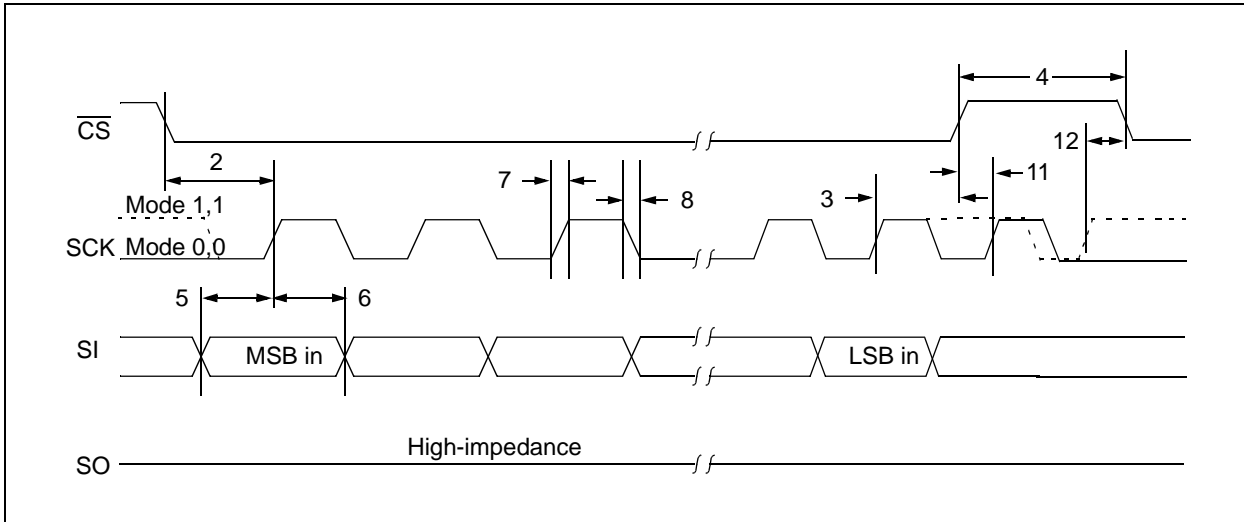 4
CS
12
2
11
7
8
3
Mode 1,1
SCK Mode 0,0
5
6
SI
MSB in
LSB in
High-impedance
SO